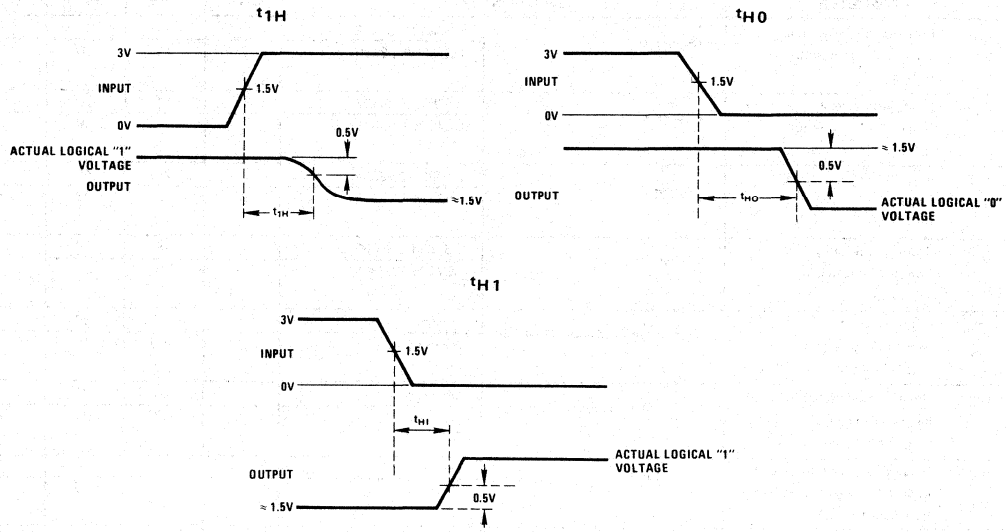 t1H
3V
INPUT
1.5V
0V
0.5V
ACTUAL LOGICAL "1"
VOLTAGE
OUTPUT
≈1.5V
t1H
tH0
3V
INPUT
1.5V
0V
≈ 1.5V
0.5V
OUTPUT
tHO
ACTUAL LOGICAL "0"
VOLTAGE
tH1
3V
INPUT
1.5V
0V
tHI
ACTUAL LOGICAL "1"
VOLTAGE
OUTPUT
0.5V
≈ 1.5V